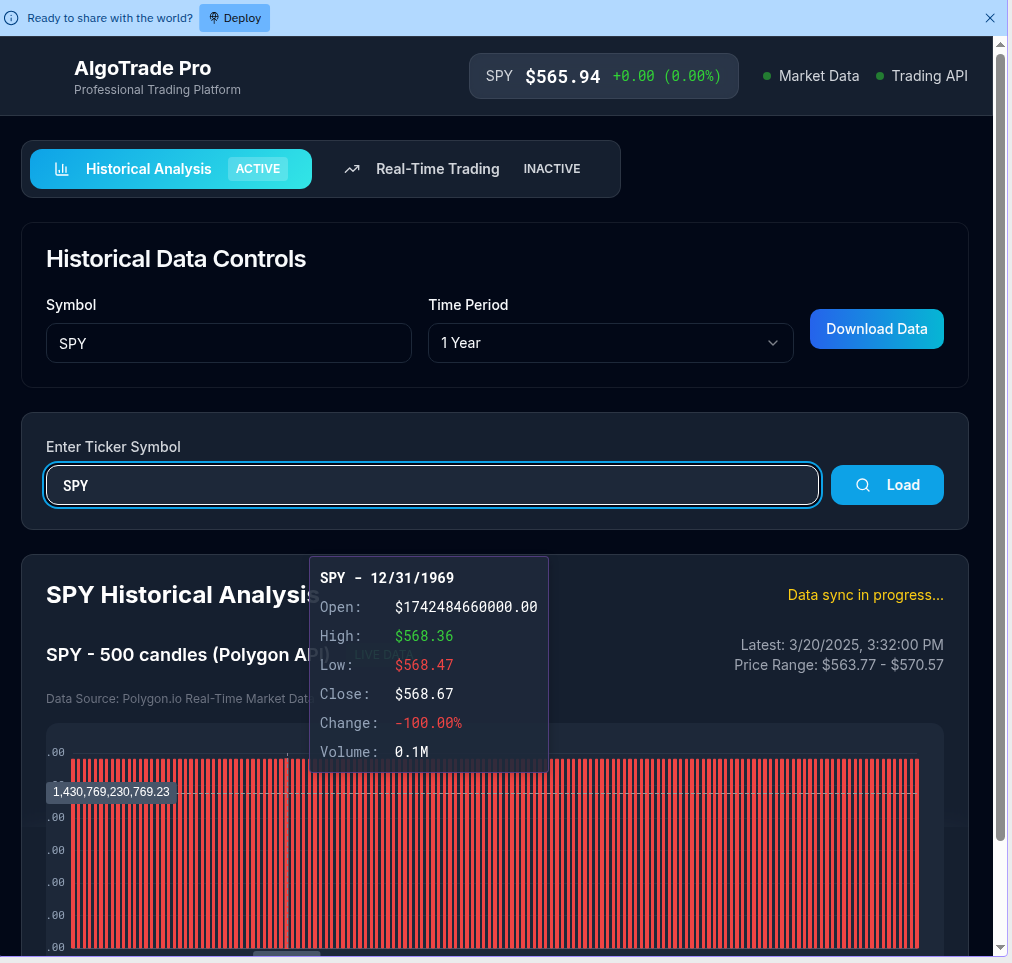 Ready to share with the world?
Deploy
AlgoTrade Pro
Professional Trading Platform
SPY $565.94 +0.00 (0.00%)
Market Data
Trading API
Historical Analysis
ACTIVE
Real-Time Trading
INACTIVE
Historical Data Controls
Symbol
SPY
Time Period
1 Year
Download Data
Enter Ticker Symbol
SPY
Load
SPY Historical Analysis
Data sync in progress...
SPY - 500 candles (Polygon API)
LIVE DATA
Latest: 3/20/2025, 3:32:00 PM
Price Range: $563.77 - $570.57
Data Source: Polygon.io Real-Time Market Data
SPY - 12/31/1969
Open: $1742484660000.00
High: $568.36
Low: $568.47
Close: $568.67
Change: -100.00%
Volume: 0.1M
.00
1,430,769,230,769.23
.00
.00
.00
.00
.00